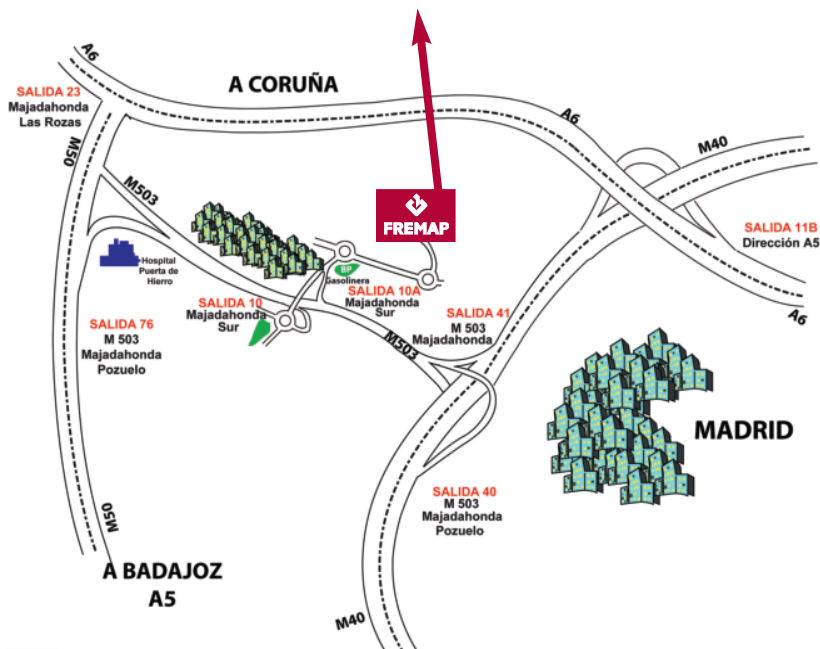 A6
A CORUÑA
SALIDA 23
Majadahonda
Las Rozas
M50
M503
A6
M40
FREMAP
SALIDA 11B
Dirección A5
A6
Hospital
Puerta de
Hierro
BP
Gasolinera
SALIDA 10
Majadahonda
Sur
SALIDA 10A
Majadahonda
Sur
SALIDA 41
M 503
Majadahonda
M503
SALIDA 76
M 503
Majadahonda
Pozuelo
MADRID
SALIDA 40
M 503
Majadahonda
Pozuelo
M50
A BADAJOZ
A5
M40